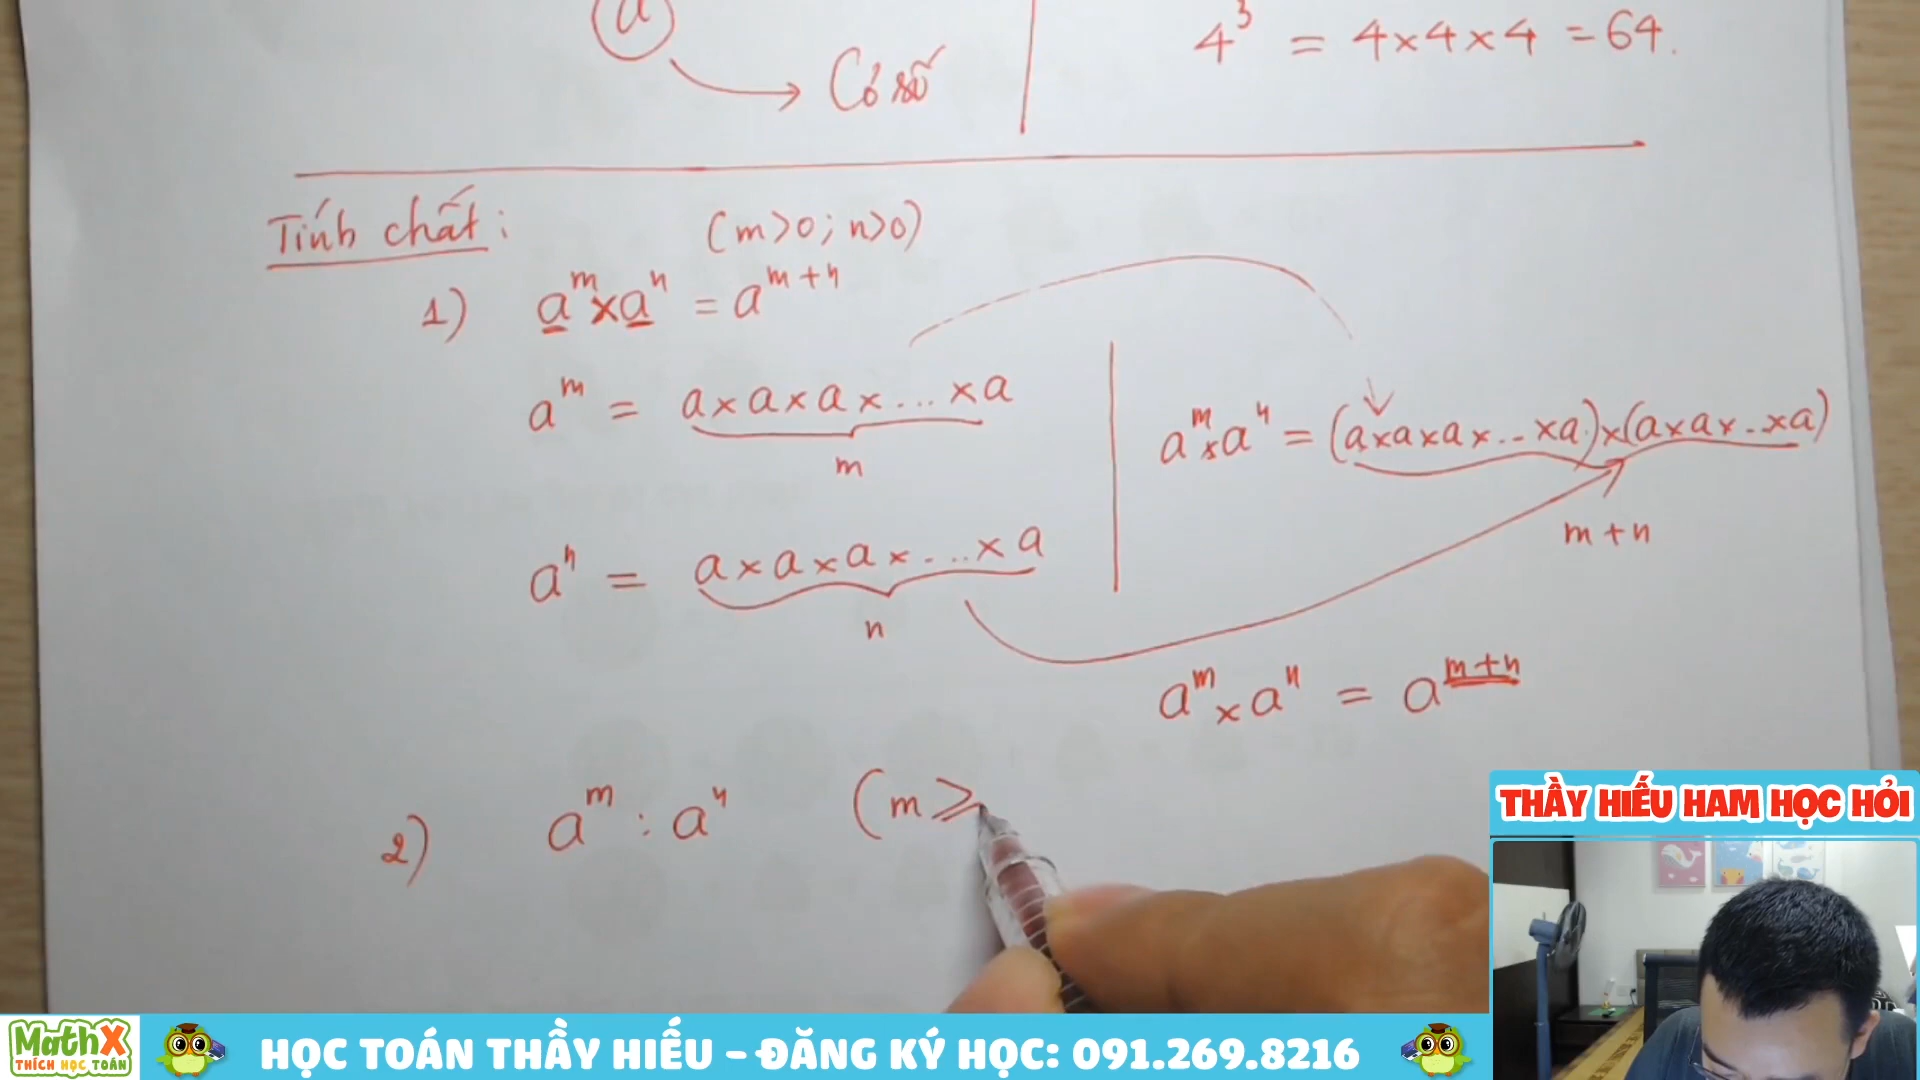 a
Cơ số
4³ = 4×4×4 = 64.
Tính chất:
(m>0; n>0)
1) aᵐ×aⁿ = aᵐ⁺ⁿ
aᵐ = a×a×a×...×a
m
aⁿ = a×a×a×...×a
n
aᵐ×aⁿ = (a×a×a×...×a)×(a×a×..×a)
m+n
aᵐ×aⁿ = aᵐ⁺ⁿ
2) aᵐ : aⁿ (m ≥
THẦY HIẾU HAM HỌC HỎI
MathX
THÍCH HỌC TOÁN
HỌC TOÁN THẦY HIẾU - ĐĂNG KÝ HỌC: 091.269.8216